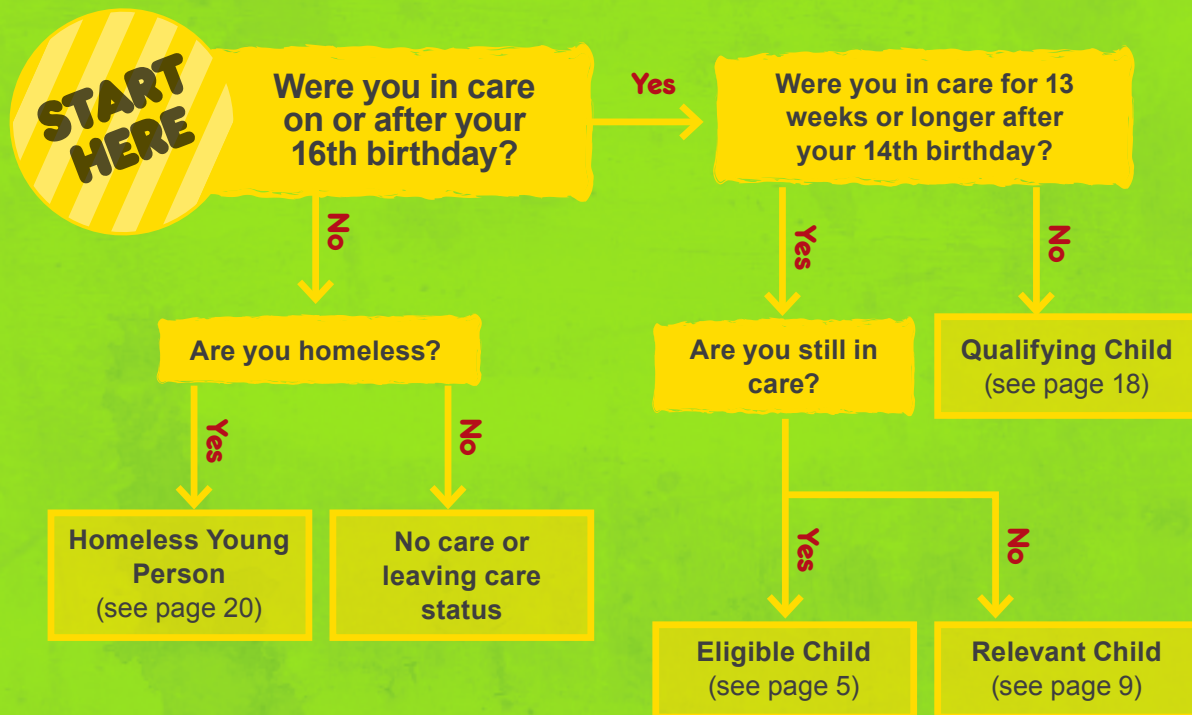 START
HERE
Were you in care
on or after your
16th birthday?
Yes
Were you in care for 13
weeks or longer after
your 14th birthday?
No
Yes
No
Are you homeless?
Are you still in
care?
Qualifying Child
(see page 18)
Yes
No
Homeless Young
Person
(see page 20)
No care or
leaving care
status
Yes
No
Eligible Child
(see page 5)
Relevant Child
(see page 9)